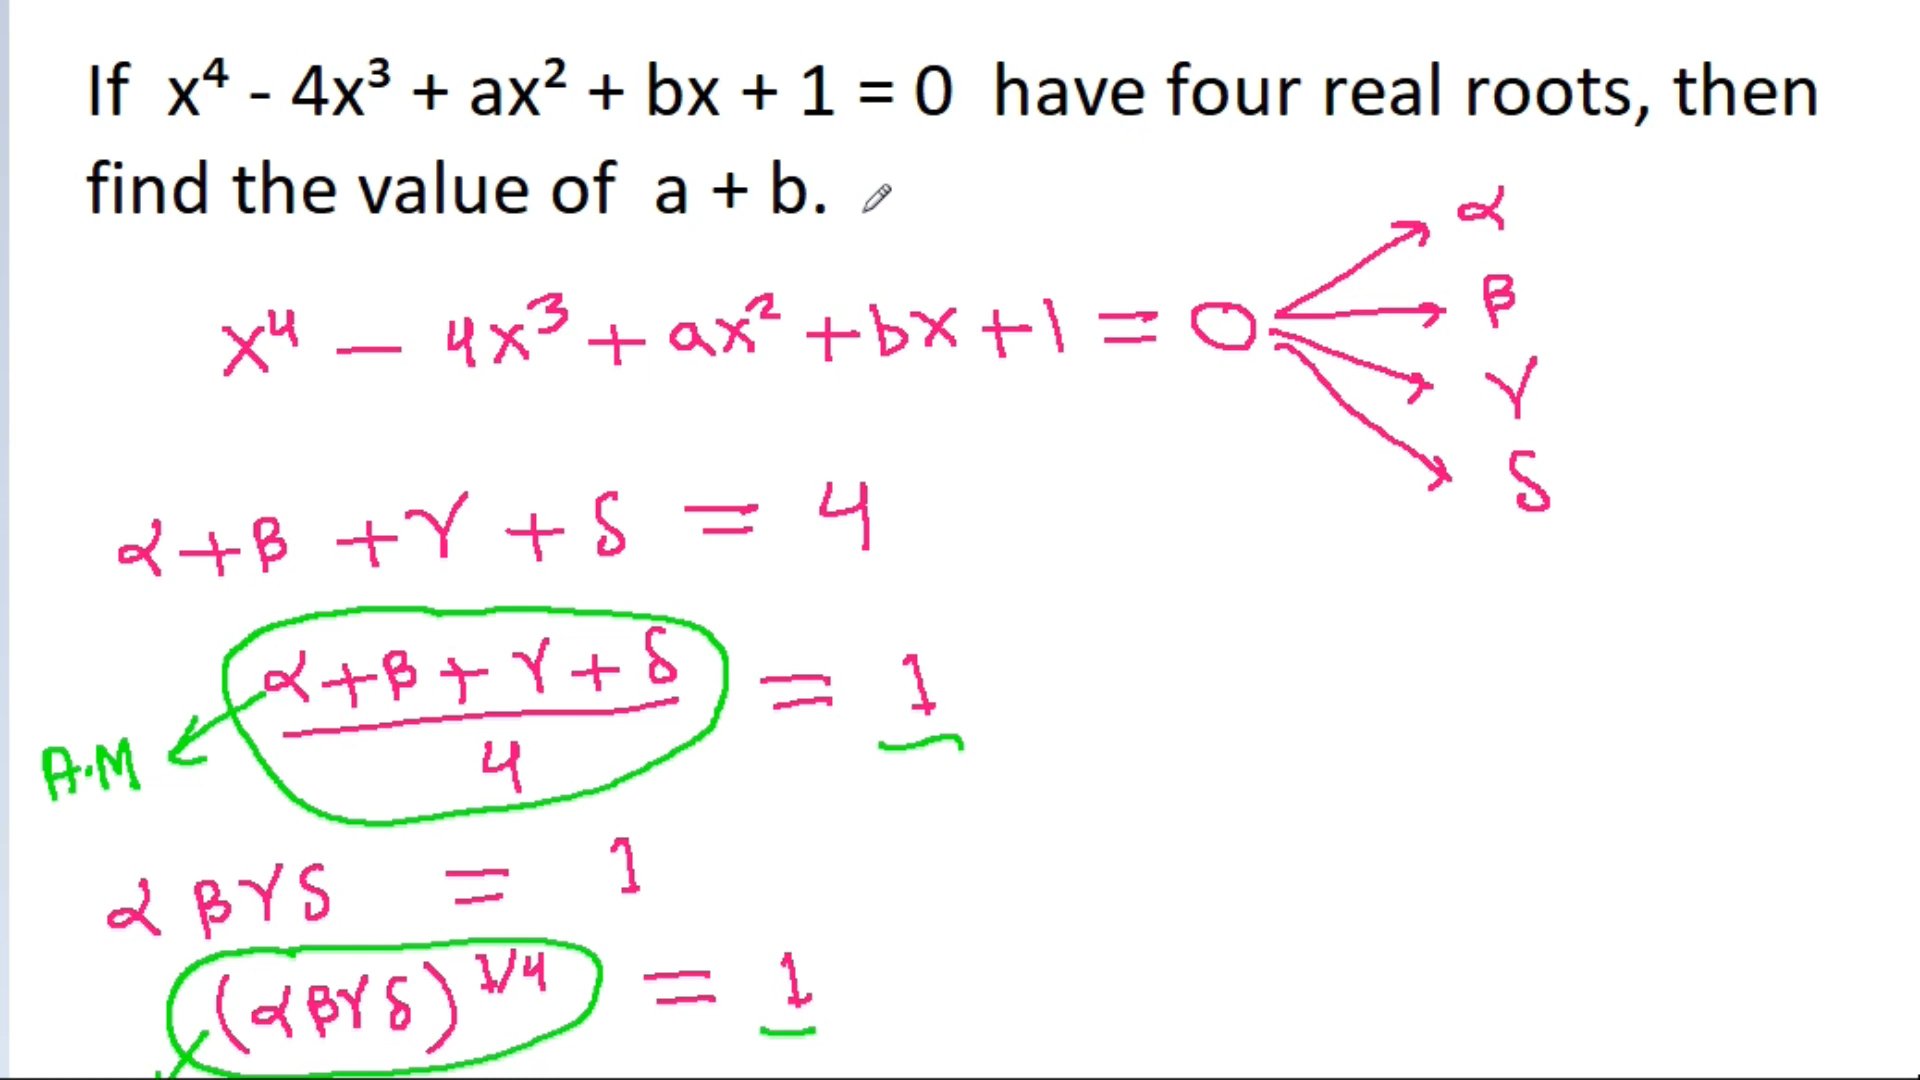 If x⁴ - 4x³ + ax² + bx + 1 = 0 have four real roots, then
find the value of a + b.
x⁴ - 4x³ + ax² + bx + 1 = 0
α
β
γ
δ
α + β + γ + δ = 4
(α + β + γ + δ)/4 = 1
A.M
αβγδ = 1
(αβγδ)^1/4 = 1